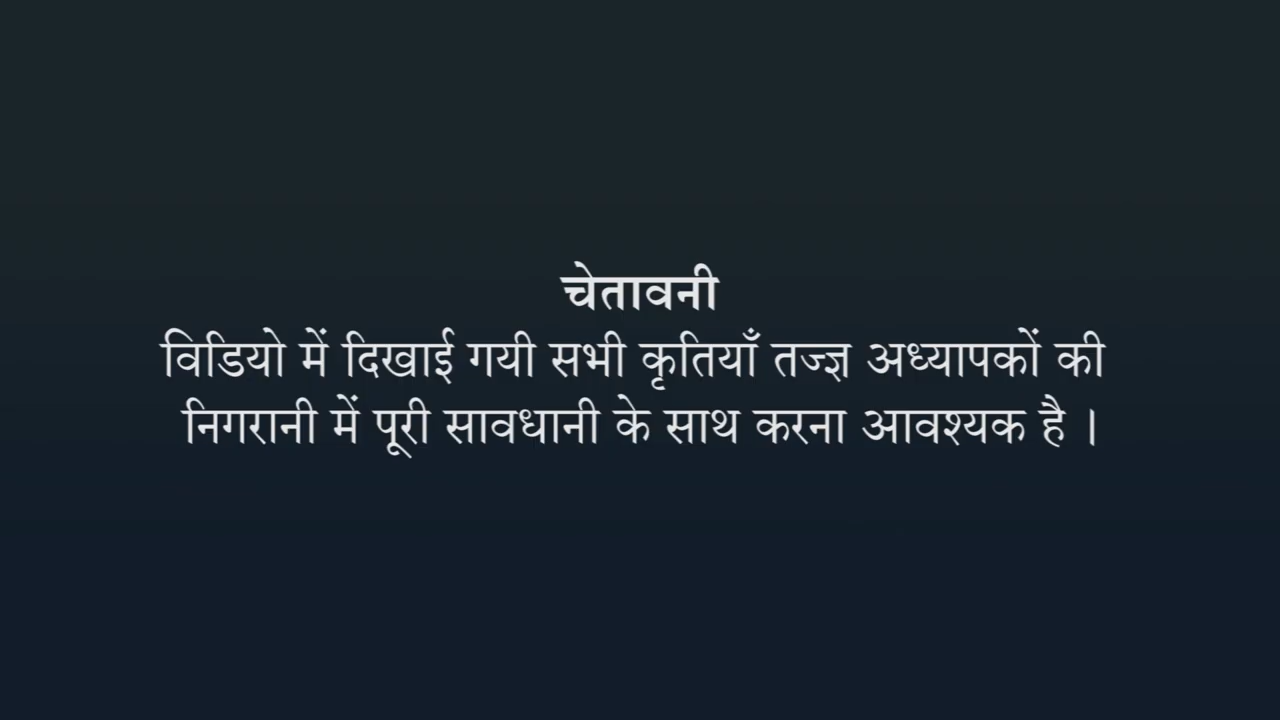 चेतावनी
विडियो में दिखाई गयी सभी कृतियाँ तज्ज्ञ अध्यापकों की
निगरानी में पूरी सावधानी के साथ करना आवश्यक है ।